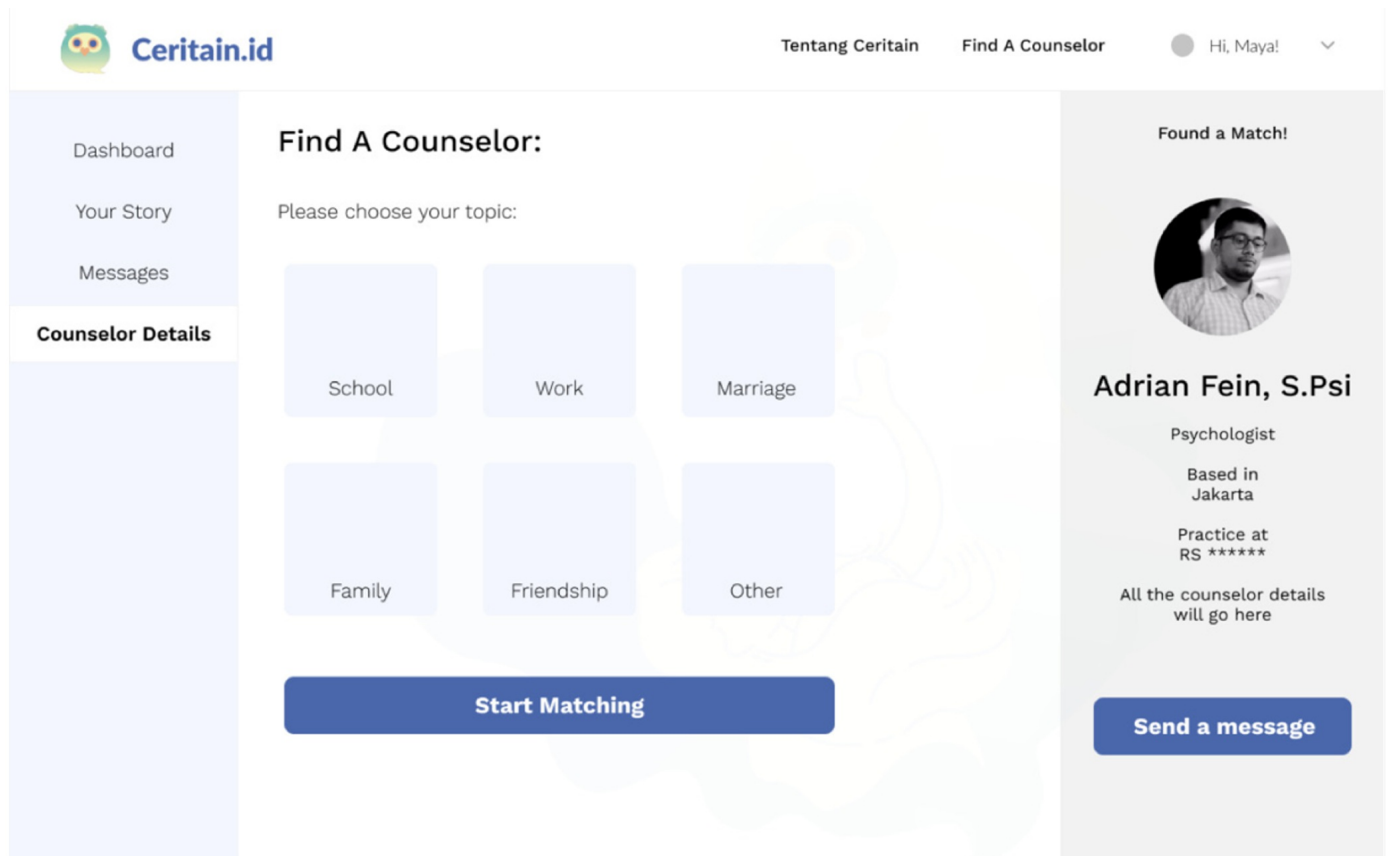 Ceritain.id
Tentang Ceritain
Find A Counselor
Hi, Maya!
Dashboard
Your Story
Messages
Counselor Details
Find A Counselor:
Please choose your topic:
School
Work
Marriage
Family
Friendship
Other
Start Matching
Found a Match!
Adrian Fein, S.Psi
Psychologist
Based in
Jakarta
Practice at
RS ******
All the counselor details
will go here
Send a message